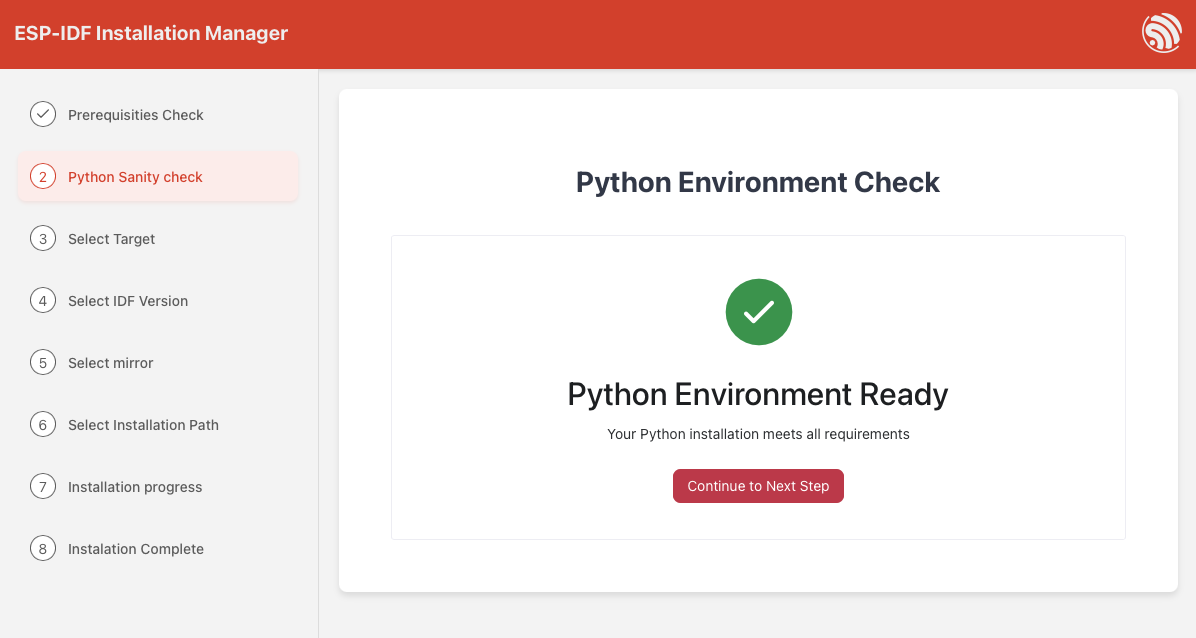 ESP-IDF Installation Manager
Prerequisities Check
2 Python Sanity check
3 Select Target
4 Select IDF Version
5 Select mirror
6 Select Installation Path
7 Installation progress
8 Instalation Complete
Python Environment Check
Python Environment Ready
Your Python installation meets all requirements
Continue to Next Step